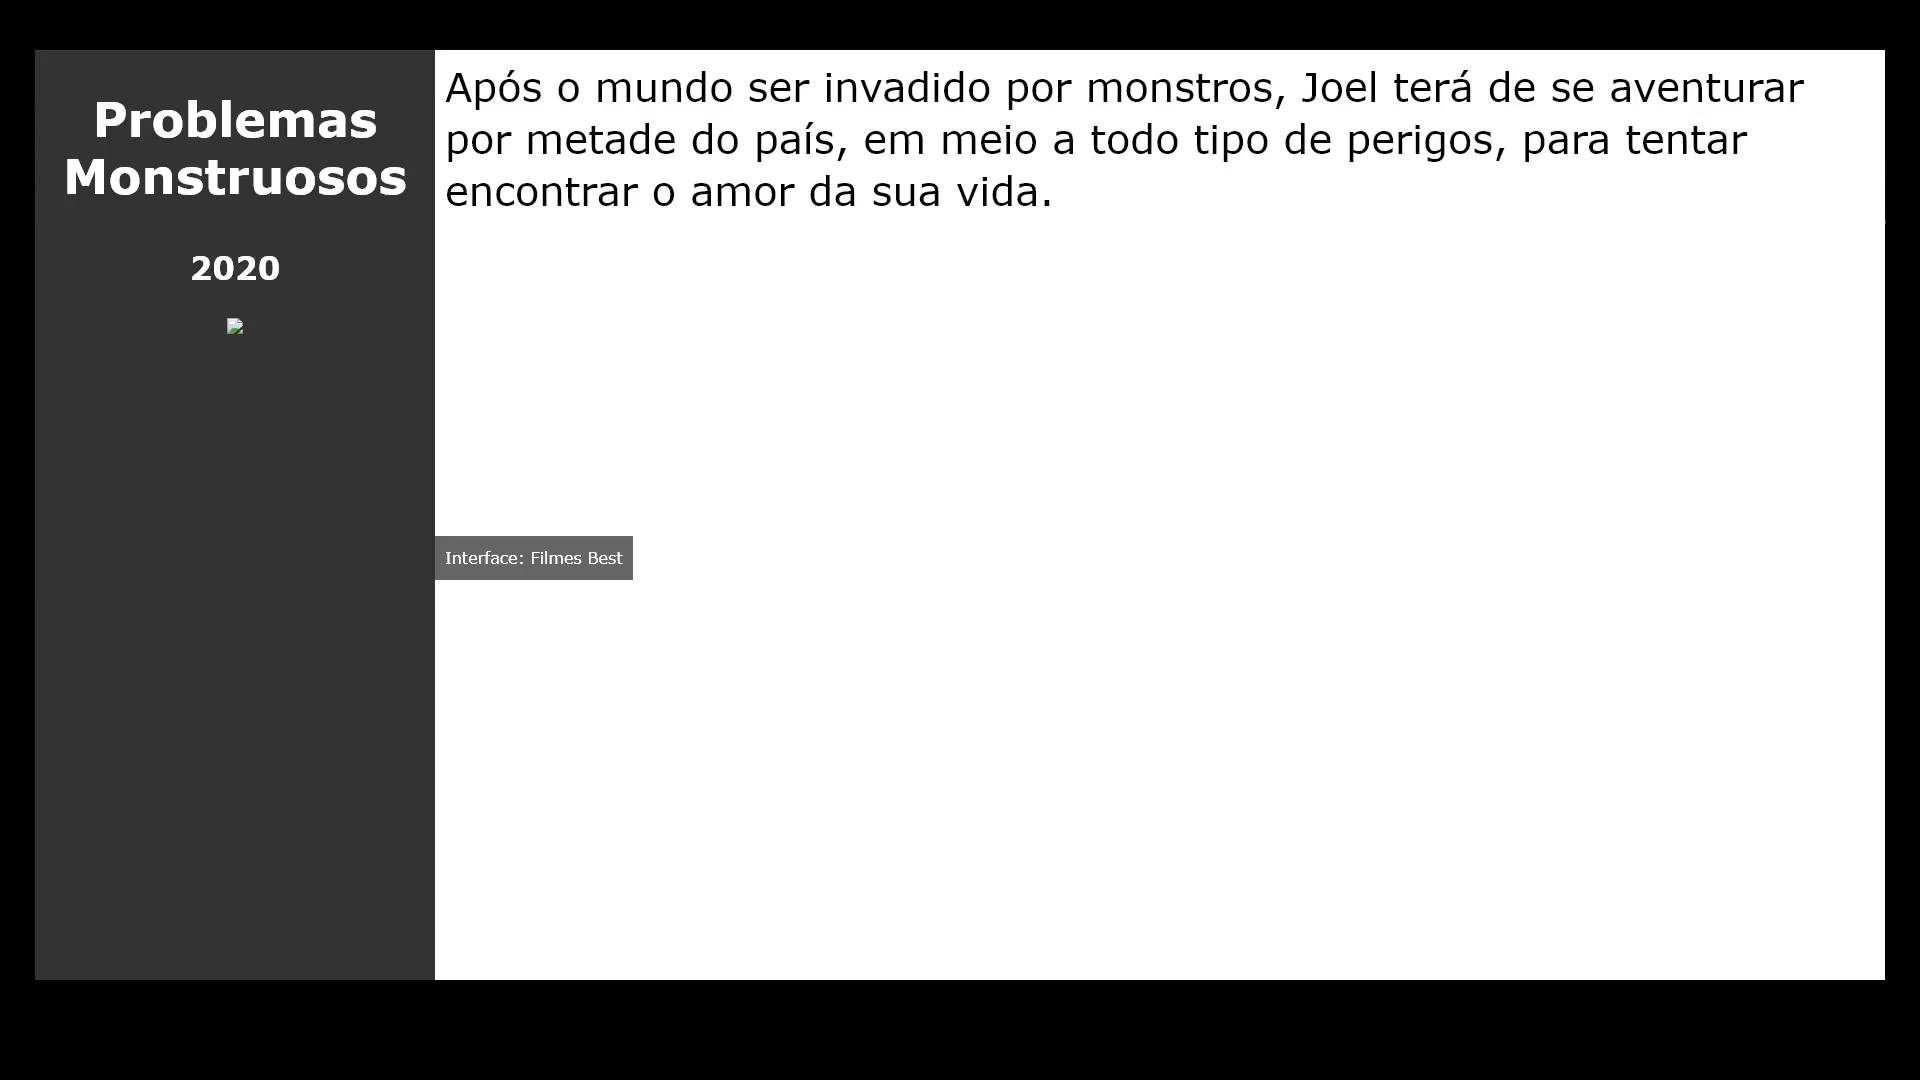 Problemas
Monstruosos
2020
Após o mundo ser invadido por monstros, Joel terá de se aventurar
por metade do país, em meio a todo tipo de perigos, para tentar
encontrar o amor da sua vida.
Interface: Filmes Best